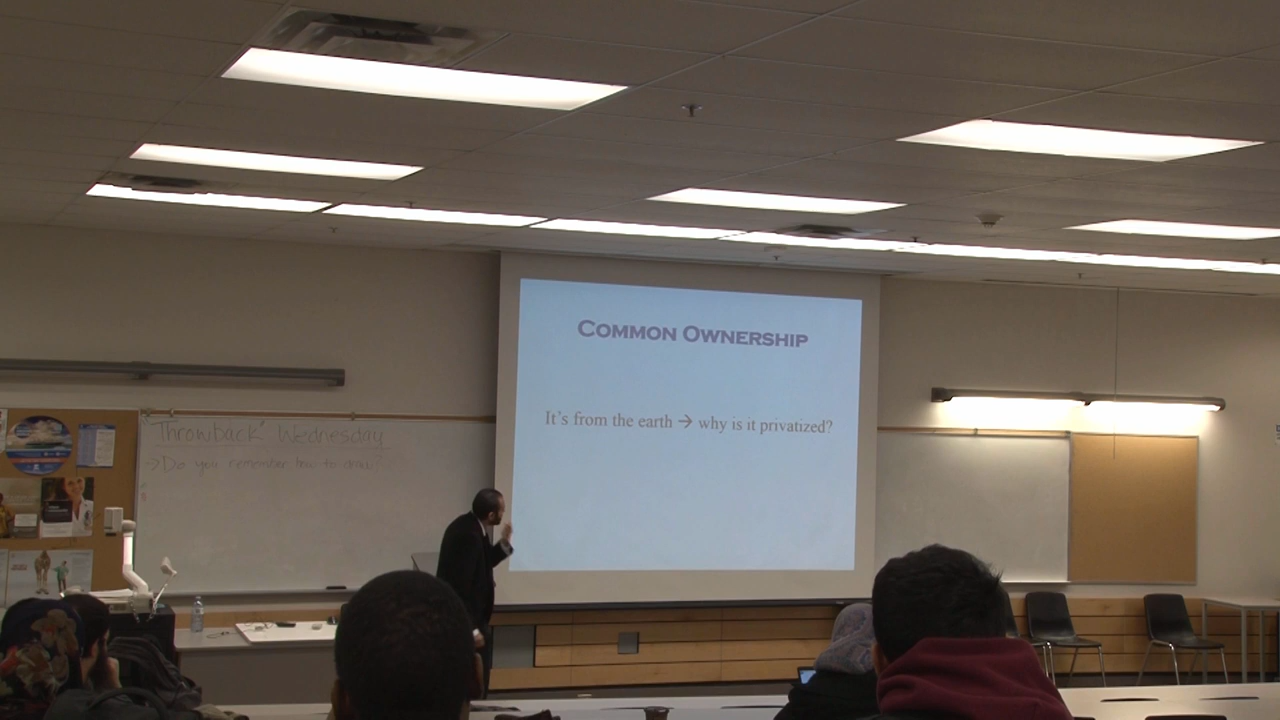 COMMON OWNERSHIP
It's from the earth → why is it privatized?
"Throwback" Wednesday
→ Do you remember how to draw?